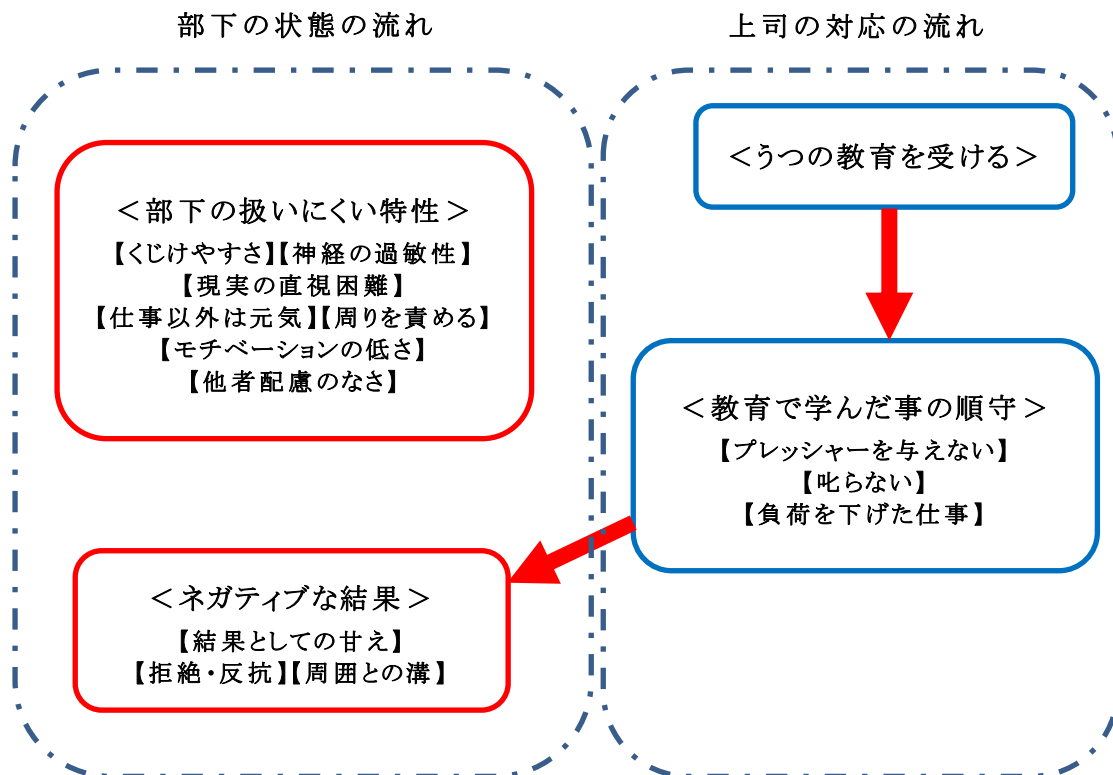 部下の状態の流れ
上司の対応の流れ
＜部下の扱いにくい特性＞
【くじけやすさ】【神経の過敏性】
【現実の直視困難】
【仕事以外は元気】【周りを責める】
【モチベーションの低さ】
【他者配慮のなさ】
＜ネガティブな結果＞
【結果としての甘え】
【拒絶・反抗】【周囲との溝】
＜うつの教育を受ける＞
＜教育で学んだ事の順守＞
【プレッシャーを与えない】
【叱らない】
【負荷を下げた仕事】